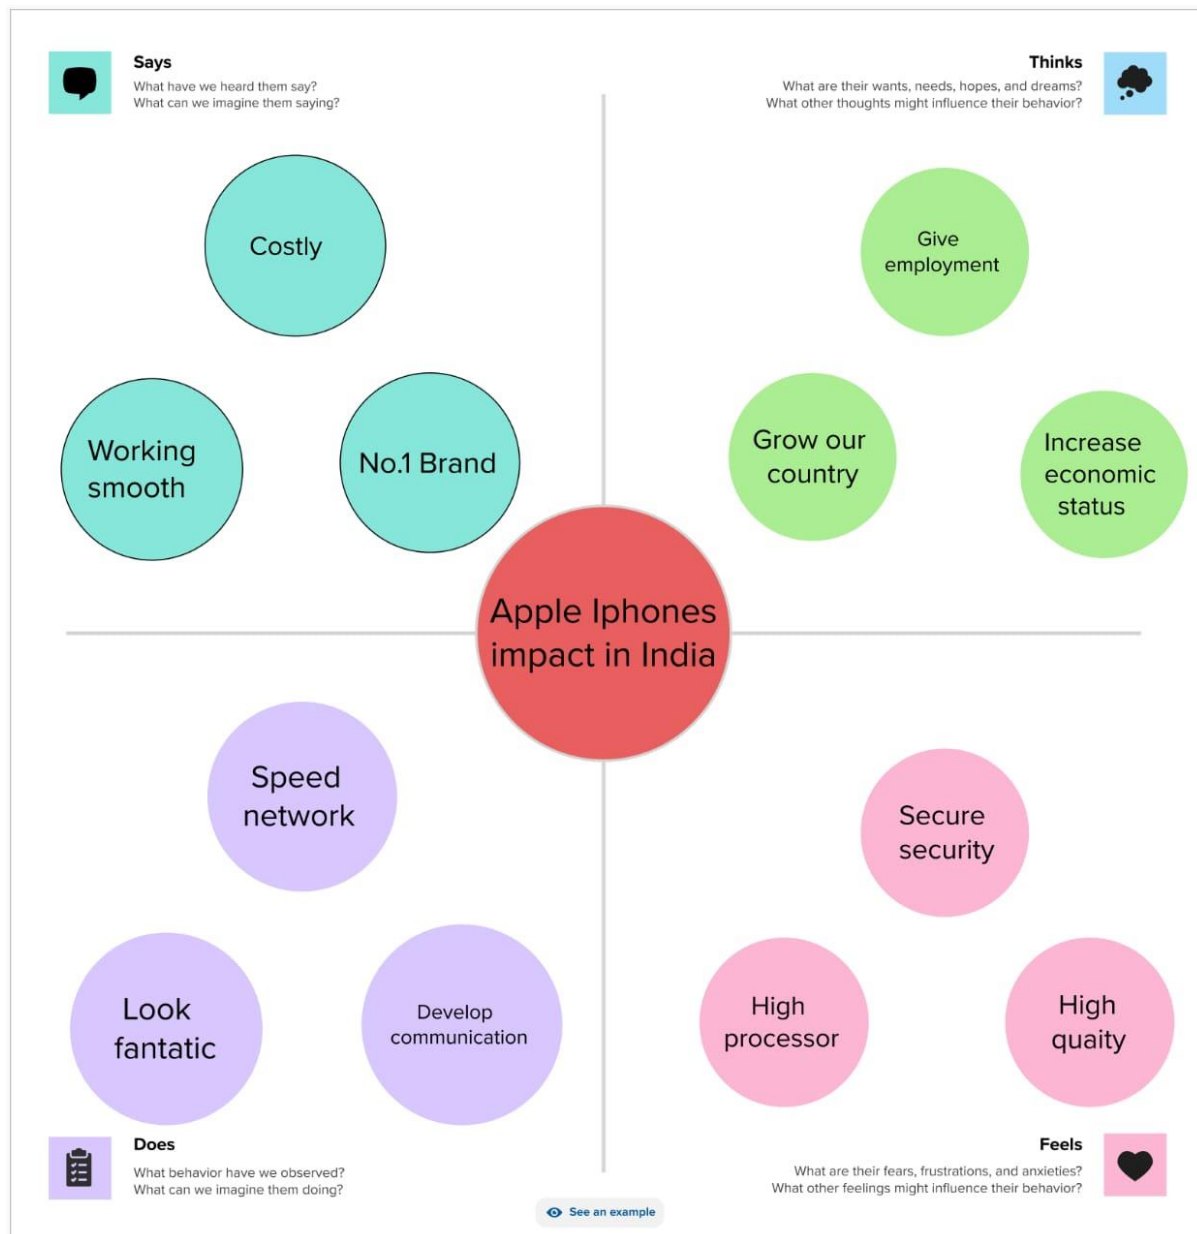 Says
What have we heard them say?
What can we imagine them saying?
Thinks
What are their wants, needs, hopes, and dreams?
What other thoughts might influence their behavior?
Costly
Working
smooth
No.1 Brand
Give
employment
Grow our
country
Increase
economic
status
Apple Iphones
impact in India
Speed
network
Look
fantatic
Develop
communication
Secure
security
High
processor
High
quaity
Does
What behavior have we observed?
What can we imagine them doing?
Feels
What are their fears, frustrations, and anxieties?
What other feelings might influence their behavior?
See an example